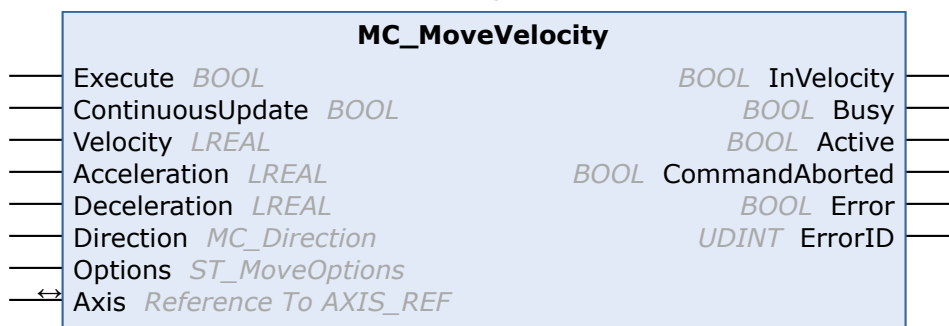 MC_MoveVelocity
Execute BOOL BOOL InVelocity
ContinuousUpdate BOOL BOOL Busy
Velocity LREAL BOOL Active
Acceleration LREAL BOOL CommandAborted
Deceleration LREAL BOOL Error
Direction MC_Direction UDINT ErrorID
Options ST_MoveOptions
↔ Axis Reference To AXIS_REF